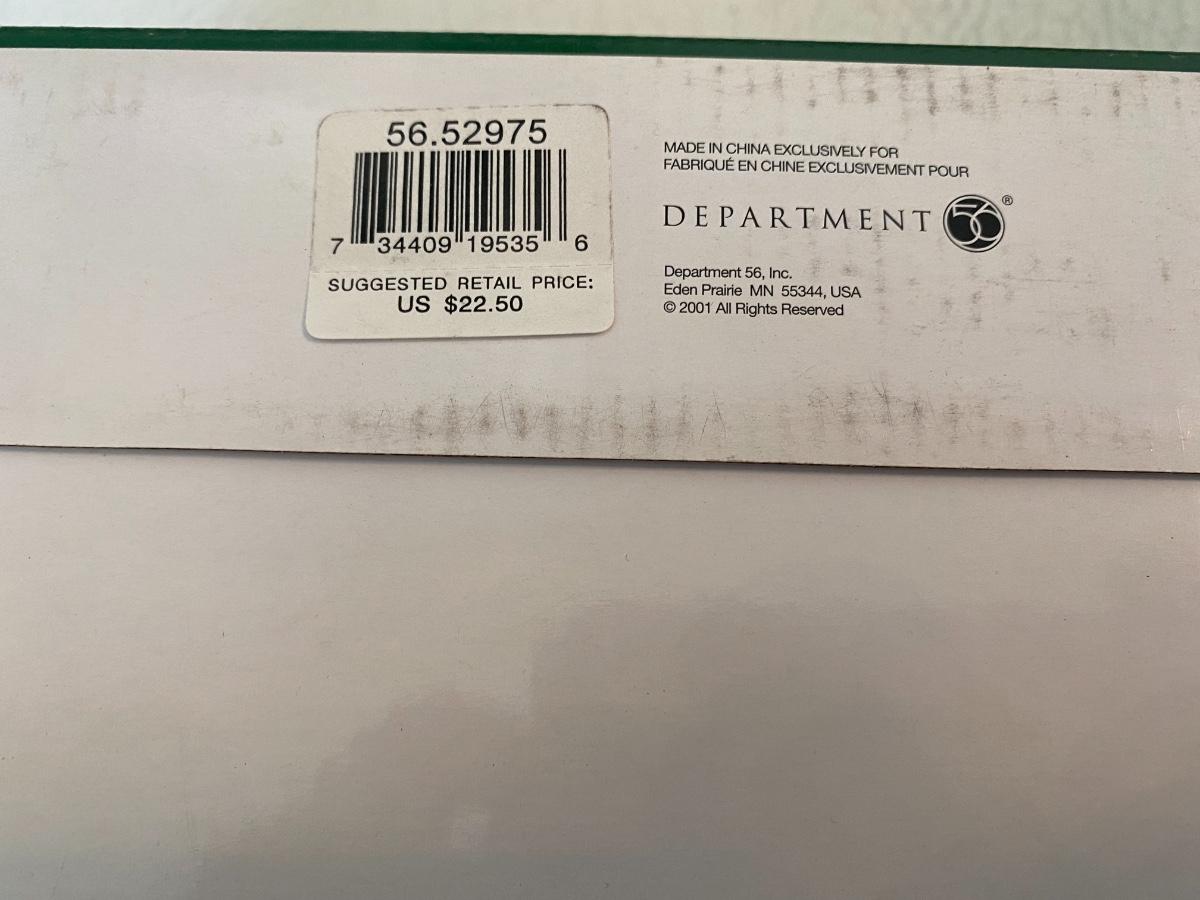 56.52975
7 34409 19535 6
SUGGESTED RETAIL PRICE:
US $22.50
MADE IN CHINA EXCLUSIVELY FOR
FABRIQUÉ EN CHINE EXCLUSIVEMENT POUR
DEPARTMENT 56®
Department 56, Inc.
Eden Prairie MN 55344, USA
© 2001 All Rights Reserved